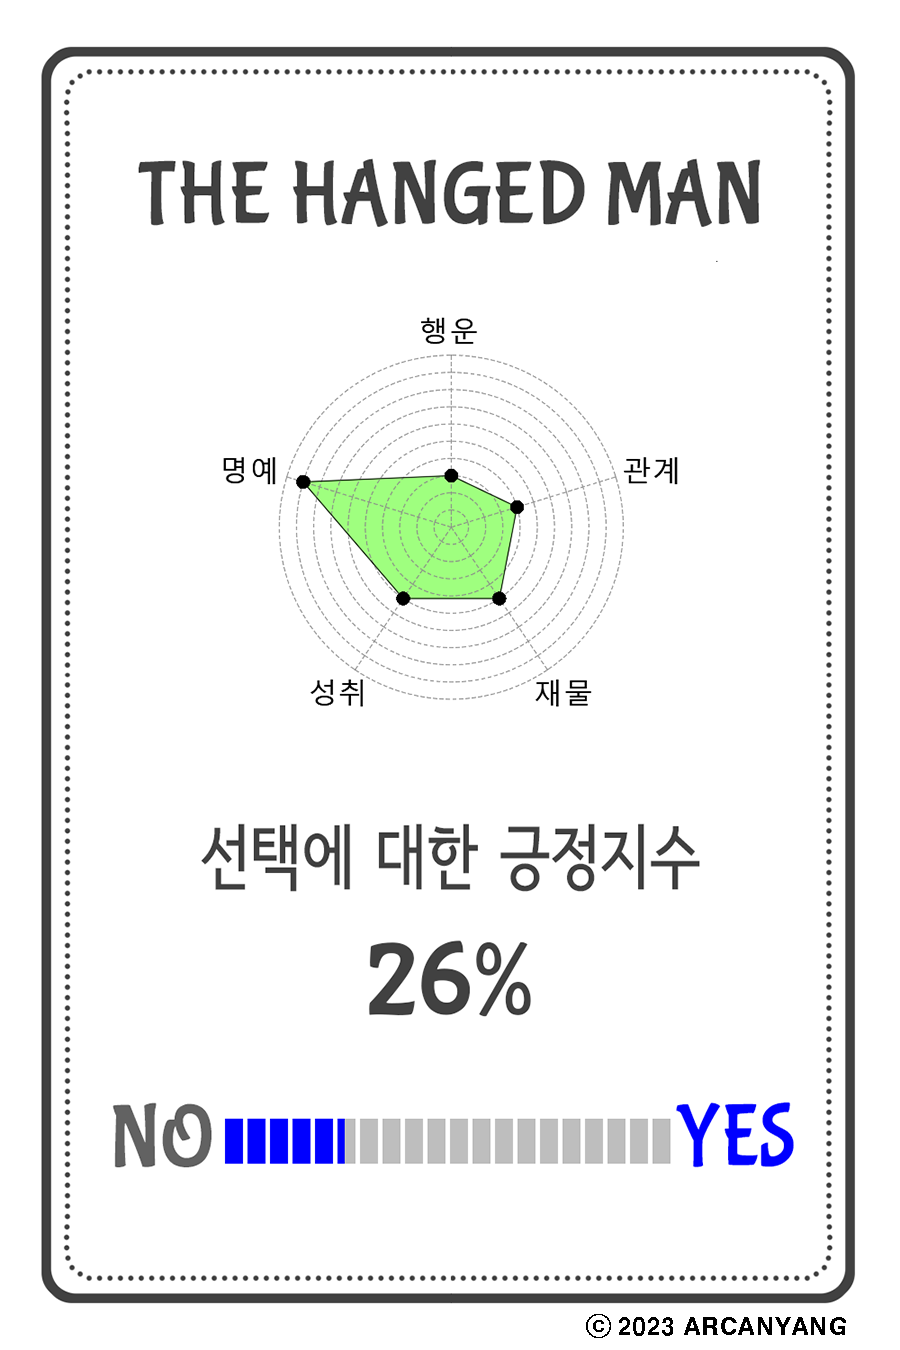 THE HANGED MAN
행운
명예
관계
성취
재물
선택에 대한 긍정지수
26%
NO YES
© 2023 ARCANYANG